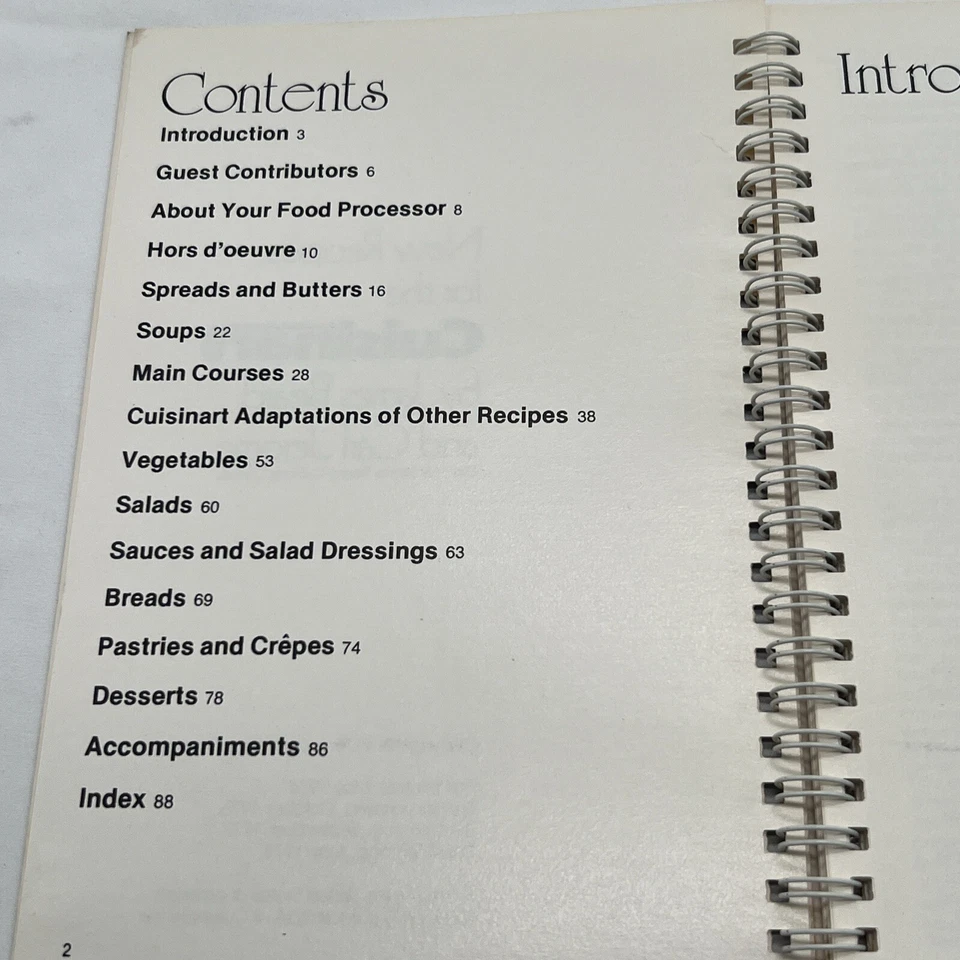 Contents
Introduction 3
Guest Contributors 6
About Your Food Processor 8
Hors d'oeuvre 10
Spreads and Butters 16
Soups 22
Main Courses 28
Cuisinart Adaptations of Other Recipes 38
Vegetables 53
Salads 60
Sauces and Salad Dressings 63
Breads 69
Pastries and Crêpes 74
Desserts 78
Accompaniments 86
Index 88
2
Intro